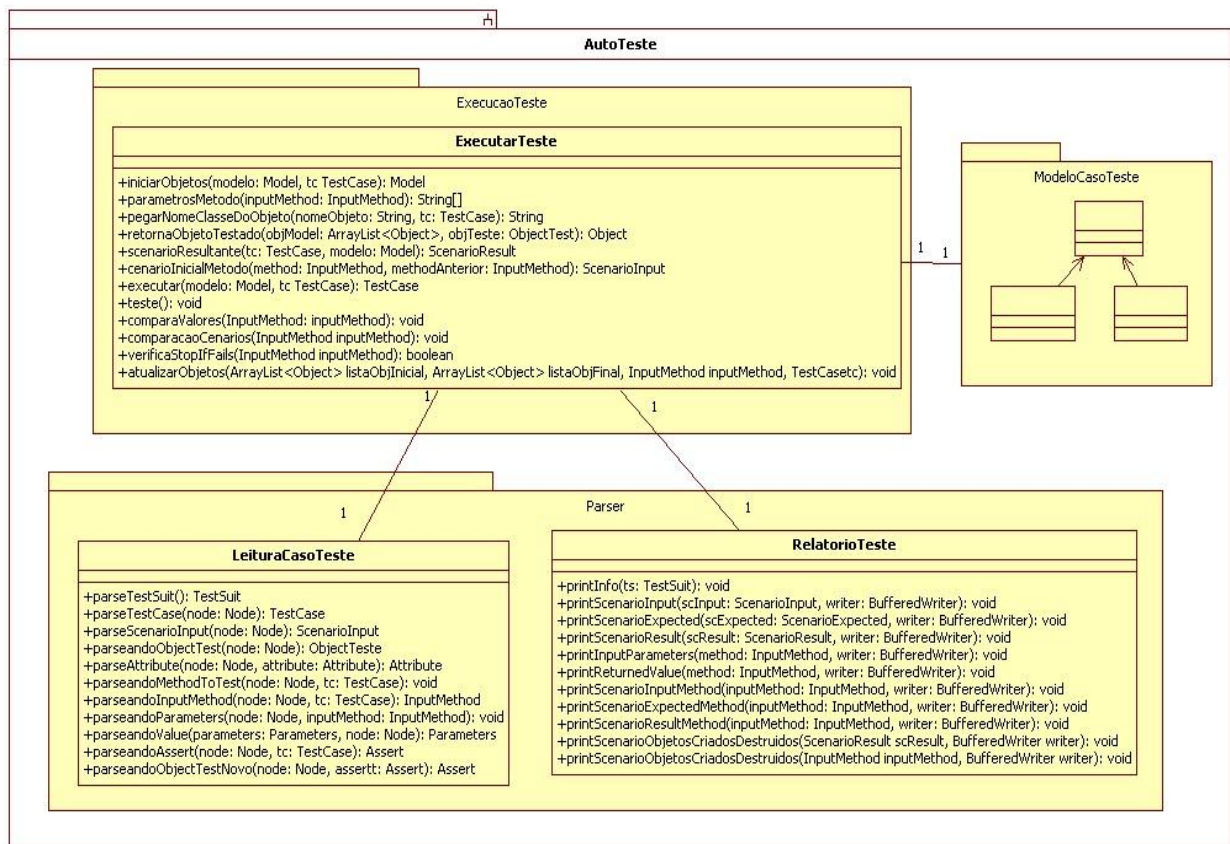 AutoTeste
ExecucaoTeste
ExecutarTeste
+iniciarObjetos(modelo: Model, tc TestCase): Model
+parametrosMetodo(inputMethod: InputMethod): String[]
+pegarNomeClasseDoObjeto(nomeObjeto: String, tc: TestCase): String
+retornaObjetoTestado(objModel: ArrayList<Object>, objTeste: ObjectTest): Object
+scenarioResultante(tc: TestCase, modelo: Model): ScenarioResult
+cenarioInicialMetodo(method: InputMethod, methodAnterior: InputMethod): ScenarioInput
+executar(modelo: Model, tc TestCase): TestCase
+teste(): void
+comparaValores(InputMethod: inputMethod): void
+comparacaoCenarios(InputMethod inputMethod): void
+verificaStopIfFails(InputMethod inputMethod): boolean
+atualizarObjetos(ArrayList<Object> listaObjInicial, ArrayList<Object> listaObjFinal, InputMethod inputMethod, TestCasetc): void
ModeloCasoTeste
1
1
1
1
1
1
Parser
LeituraCasoTeste
+parseTestSuit(): TestSuit
+parseTestCase(node: Node): TestCase
+parseScenarioInput(node: Node): ScenarioInput
+parseandoObjectTest(node: Node): ObjectTeste
+parseAttribute(node: Node, attribute: Attribute): Attribute
+parseandoMethodToTest(node: Node, tc: TestCase): void
+parseandoInputMethod(node: Node, tc: TestCase): InputMethod
+parseandoParameters(node: Node, inputMethod: InputMethod): void
+parseandoValue(parameters: Parameters, node: Node): Parameters
+parseandoAssert(node: Node, tc: TestCase): Assert
+parseandoObjectTestNovo(node: Node, assertt: Assert): Assert
RelatorioTeste
+printInfo(ts: TestSuit): void
+printScenarioInput(scInput: ScenarioInput, writer: BufferedWriter): void
+printScenarioExpected(scExpected: ScenarioExpected, writer: BufferedWriter): void
+printScenarioResult(scResult: ScenarioResult, writer: BufferedWriter): void
+printInputParameters(method: InputMethod, writer: BufferedWriter): void
+printReturnedValue(method: InputMethod, writer: BufferedWriter): void
+printScenarioInputMethod(inputMethod: InputMethod, writer: BufferedWriter): void
+printScenarioExpectedMethod(inputMethod: InputMethod, writer: BufferedWriter): void
+printScenarioResultMethod(inputMethod: InputMethod, writer: BufferedWriter): void
+printScenarioObjetosCriadosDestruidos(ScenarioResult scResult, BufferedWriter writer): void
+printScenarioObjetosCriadosDestruidos(InputMethod inputMethod, BufferedWriter writer): void